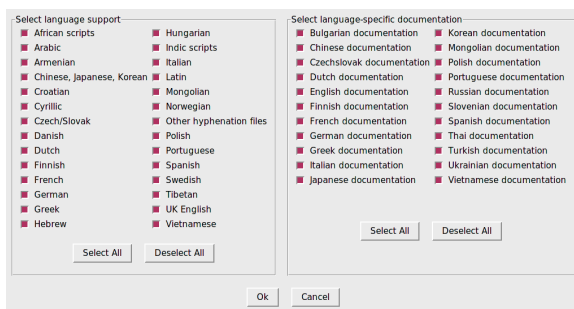 Select language support
African scripts
Arabic
Armenian
Chinese, Japanese, Korean
Croatian
Cyrillic
Czech/Slovak
Danish
Dutch
Finnish
French
German
Greek
Hebrew
Hungarian
Indic scripts
Italian
Latin
Mongolian
Norwegian
Other hyphenation files
Polish
Portuguese
Spanish
Swedish
Tibetan
UK English
Vietnamese
Select All
Deselect All
Select language-specific documentation
Bulgarian documentation
Chinese documentation
Czechslovak documentation
Dutch documentation
English documentation
Finnish documentation
French documentation
German documentation
Greek documentation
Italian documentation
Japanese documentation
Korean documentation
Mongolian documentation
Polish documentation
Portuguese documentation
Russian documentation
Slovenian documentation
Spanish documentation
Thai documentation
Turkish documentation
Ukrainian documentation
Vietnamese documentation
Select All
Deselect All
Ok
Cancel